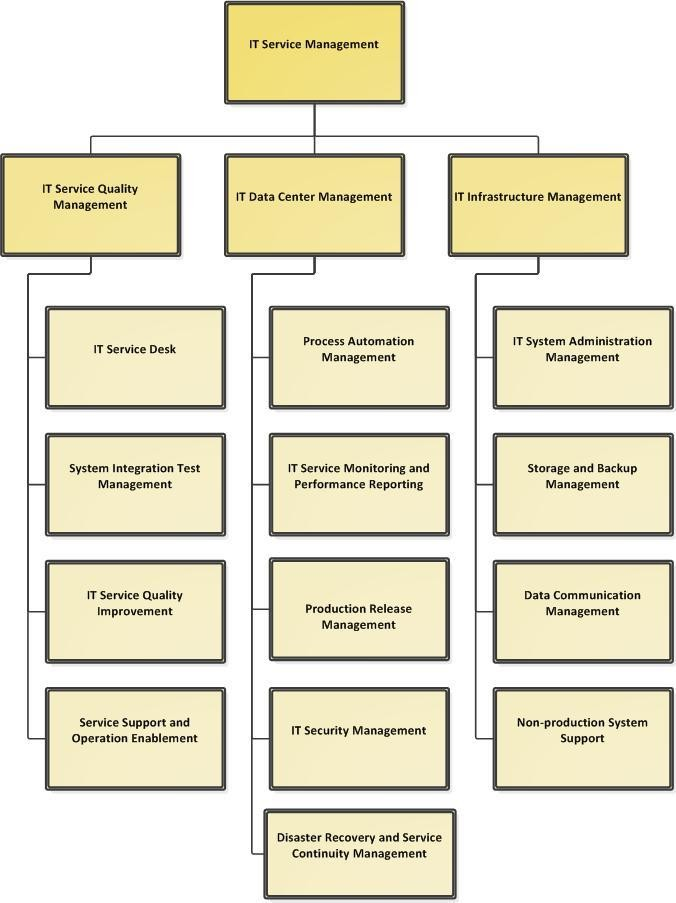 IT Service Management
IT Service Quality
Management
IT Data Center Management
IT Infrastructure Management
IT Service Desk
System Integration Test
Management
IT Service Quality
Improvement
Service Support and
Operation Enablement
Process Automation
Management
IT Service Monitoring and
Performance Reporting
Production Release
Management
IT Security Management
Disaster Recovery and Service
Continuity Management
IT System Administration
Management
Storage and Backup
Management
Data Communication
Management
Non-production System
Support